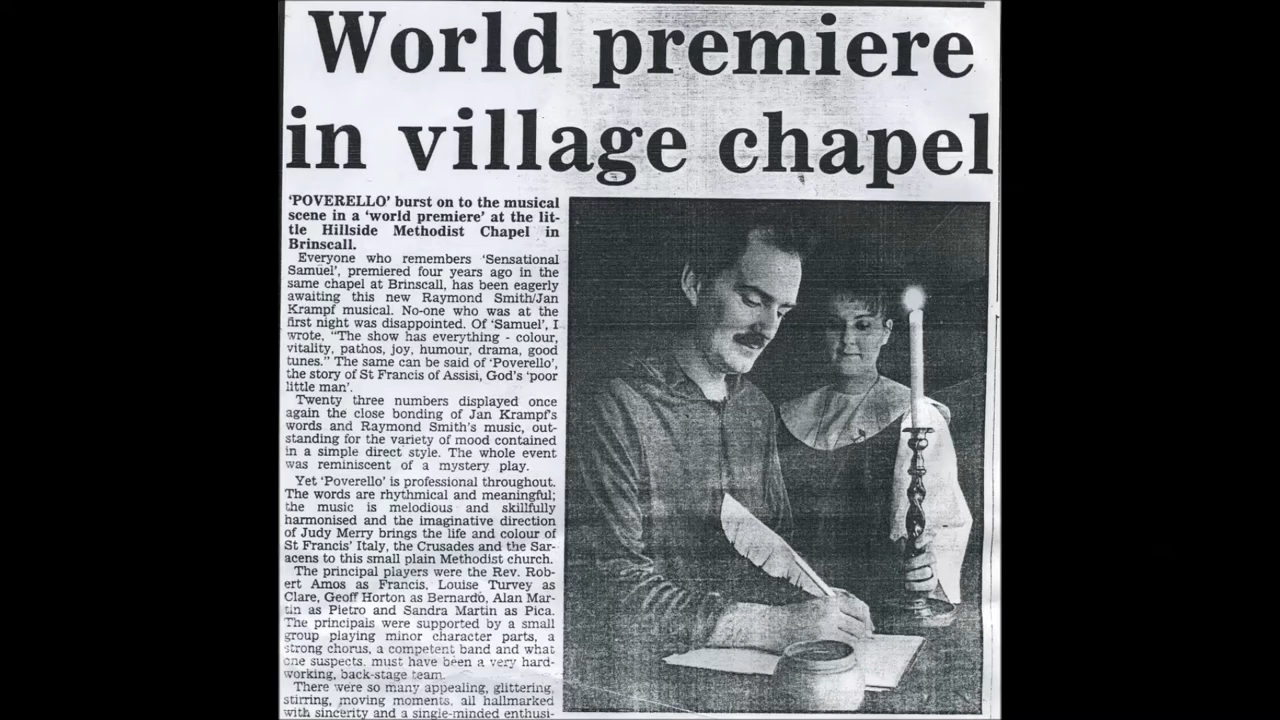 World premiere
in village chapel
‘POVERELLO’ burst on to the musical
scene in a ‘world premiere’ at the lit-
tle Hillside Methodist Chapel in
Brinscall.
Everyone who remembers ‘Sensational
Samuel’, premiered four years ago in the
same chapel at Brinscall, has been eagerly
awaiting this new Raymond Smith/Jan
Krampf musical. No-one who was at the
first night was disappointed. Of ‘Samuel’, I
wrote, “The show has everything - colour,
vitality, pathos, joy, humour, drama, good
tunes.” The same can be said of ‘Poverello’,
the story of St Francis of Assisi, God's ‘poor
little man’.
Twenty three numbers displayed once
again the close bonding of Jan Krampf's
words and Raymond Smith's music, out-
standing for the variety of mood contained
in a simple direct style. The whole event
was reminiscent of a mystery play.
Yet ‘Poverello’ is professional throughout.
The words are rhythmical and meaningful;
the music is melodious and skillfully
harmonised and the imaginative direction
of Judy Merry brings the life and colour of
St Francis' Italy, the Crusades and the Sar-
acens to this small plain Methodist church.
The principal players were the Rev. Rob-
ert Amos as Francis, Louise Turvey as
Clare, Geoff Horton as Bernardo, Alan Mar-
tin as Pietro and Sandra Martin as Pica.
The principals were supported by a small
group playing minor character parts, a
strong chorus, a competent band and what
one suspects, must have been a very hard-
working, back-stage team.
There were so many appealing, glittering,
stirring, moving moments, all hallmarked
with sincerity and a single-minded enthusi-